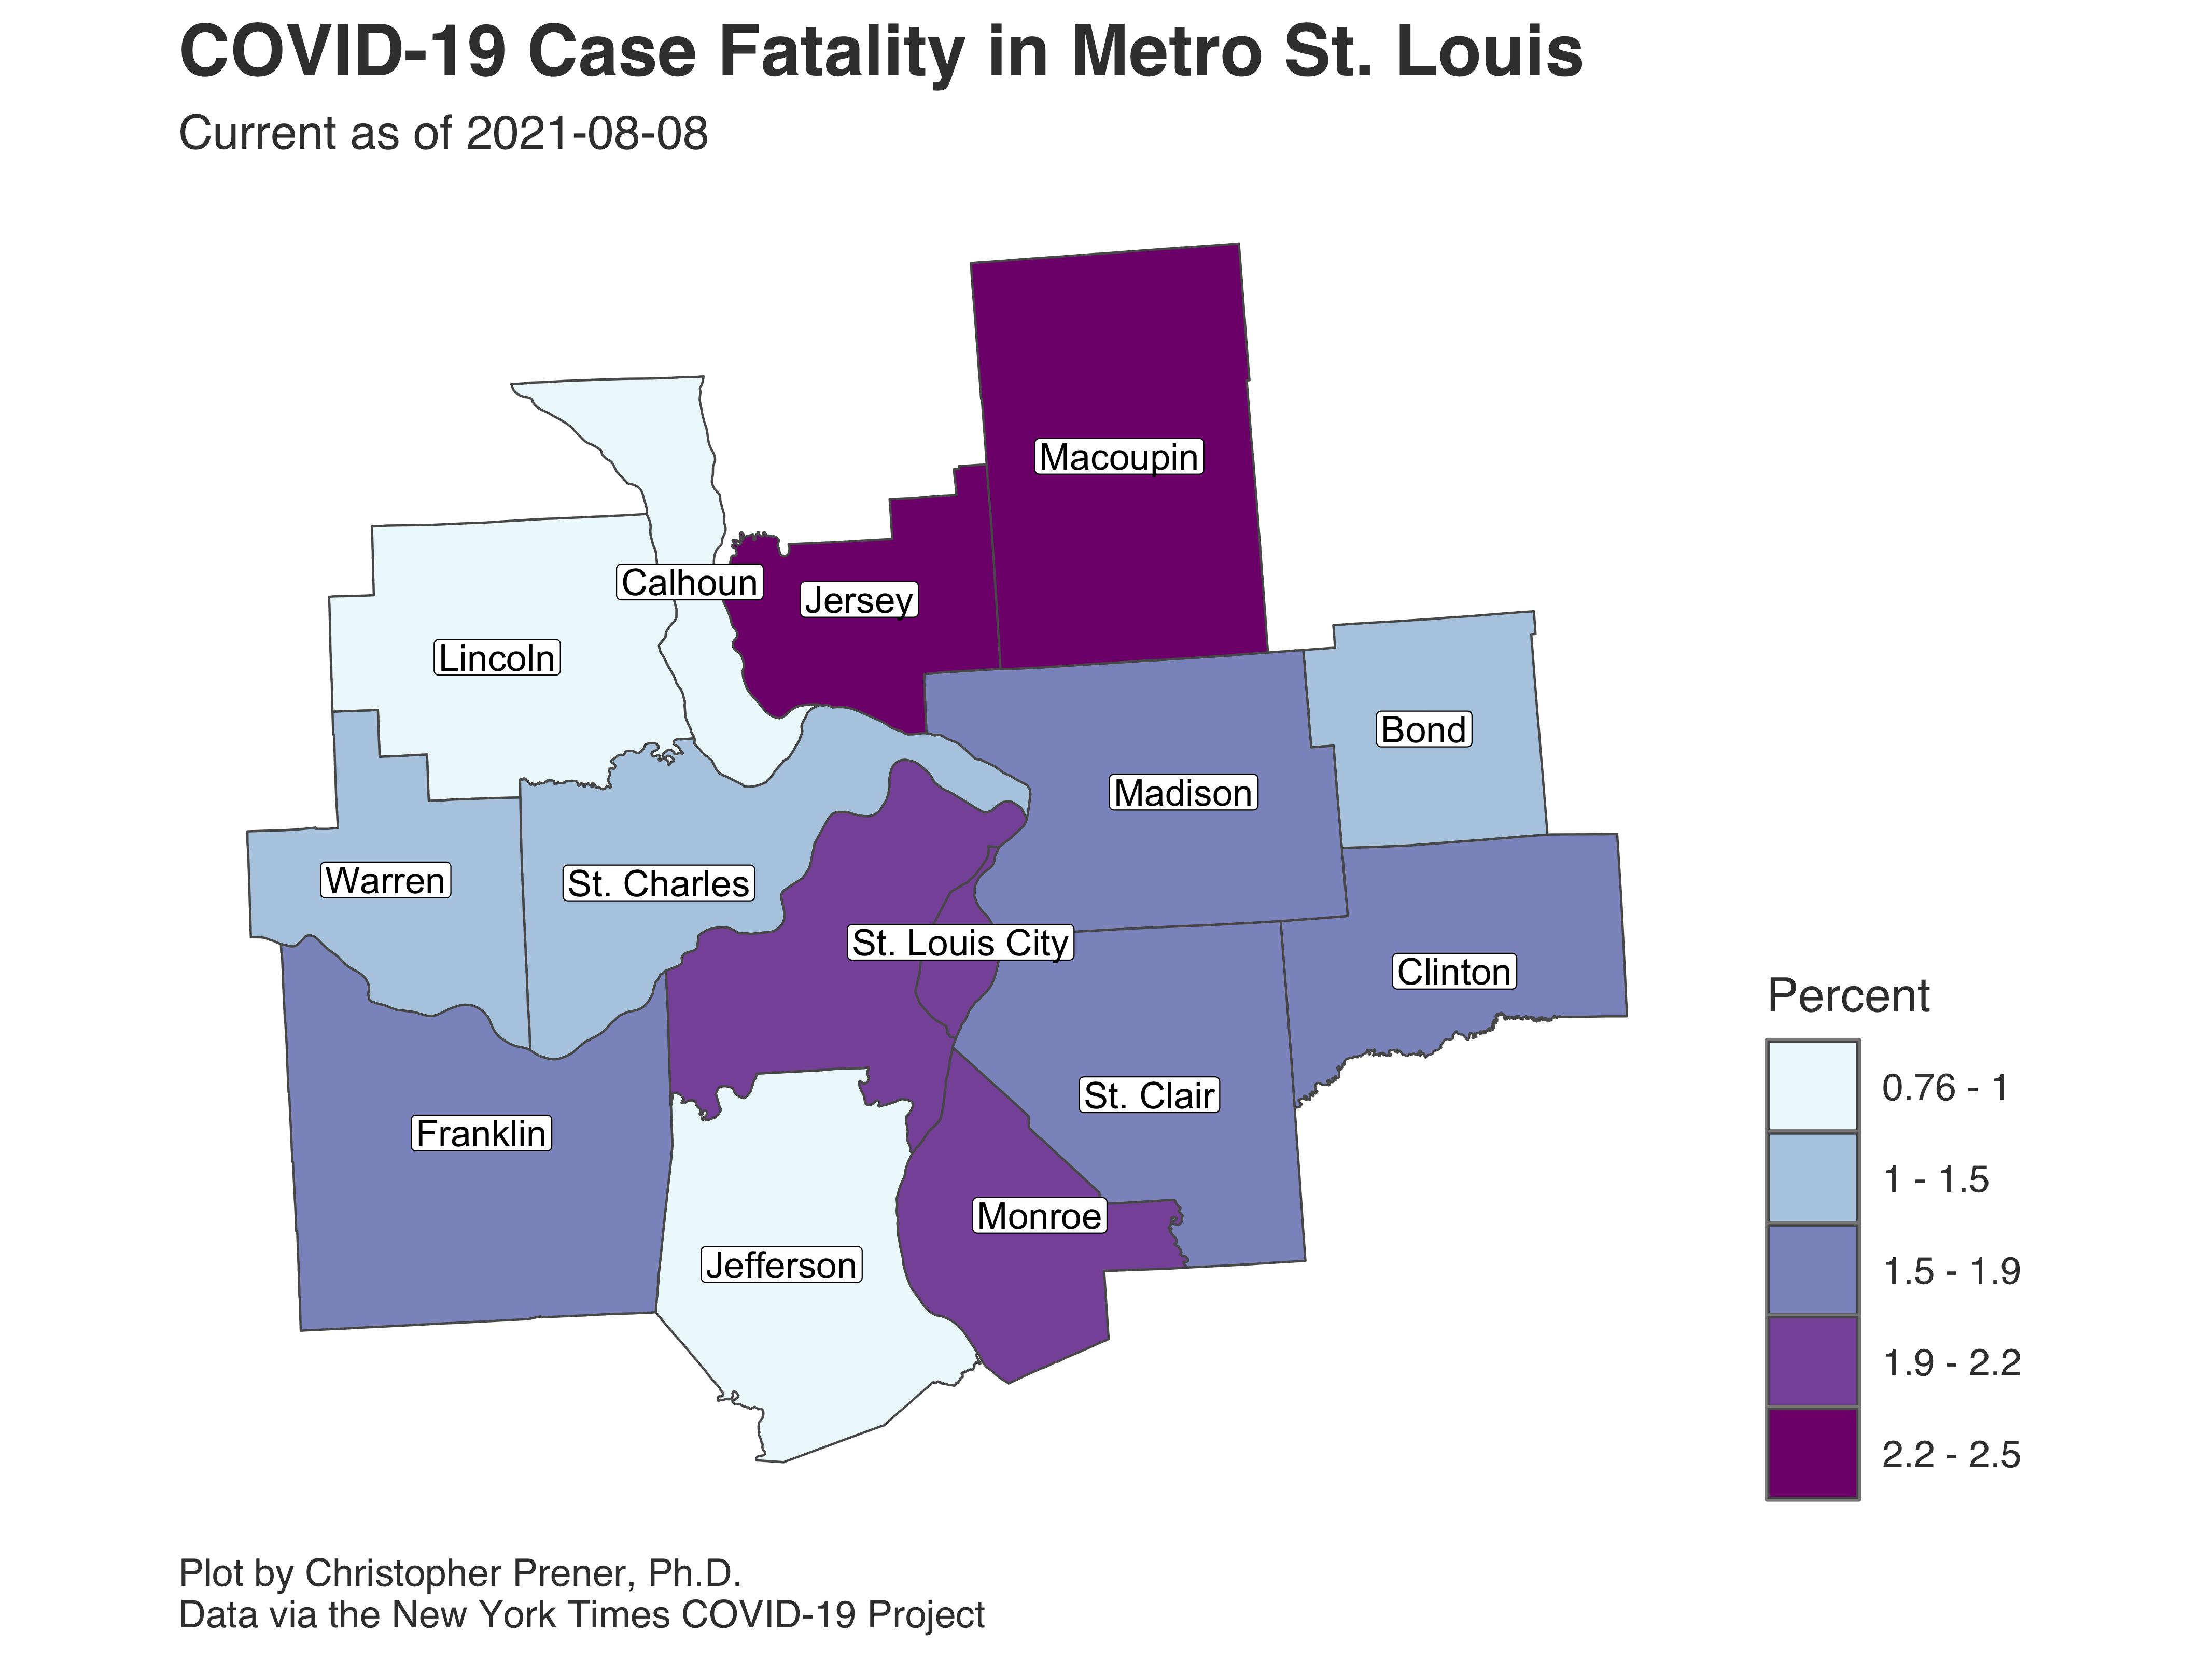 COVID-19 Case Fatality in Metro St. Louis
Current as of 2021-08-08
Macoupin
Calhoun
Jersey
Lincoln
Bond
Madison
Warren
St. Charles
St. Louis City
Clinton
St. Clair
Franklin
Monroe
Jefferson
Percent
0.76 - 1
1 - 1.5
1.5 - 1.9
1.9 - 2.2
2.2 - 2.5
Plot by Christopher Prener, Ph.D.
Data via the New York Times COVID-19 Project